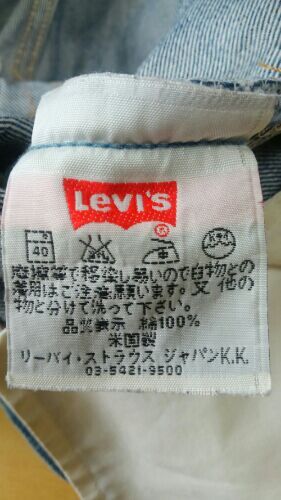 Levi's
40
摩擦等で移染し易いので白物との
着用はご注意願います。又、他の
物と分けて洗って下さい。
品質表示 綿100%
米国製
リーバイ・ストラウス ジャパンK.K.
03-5421-9500